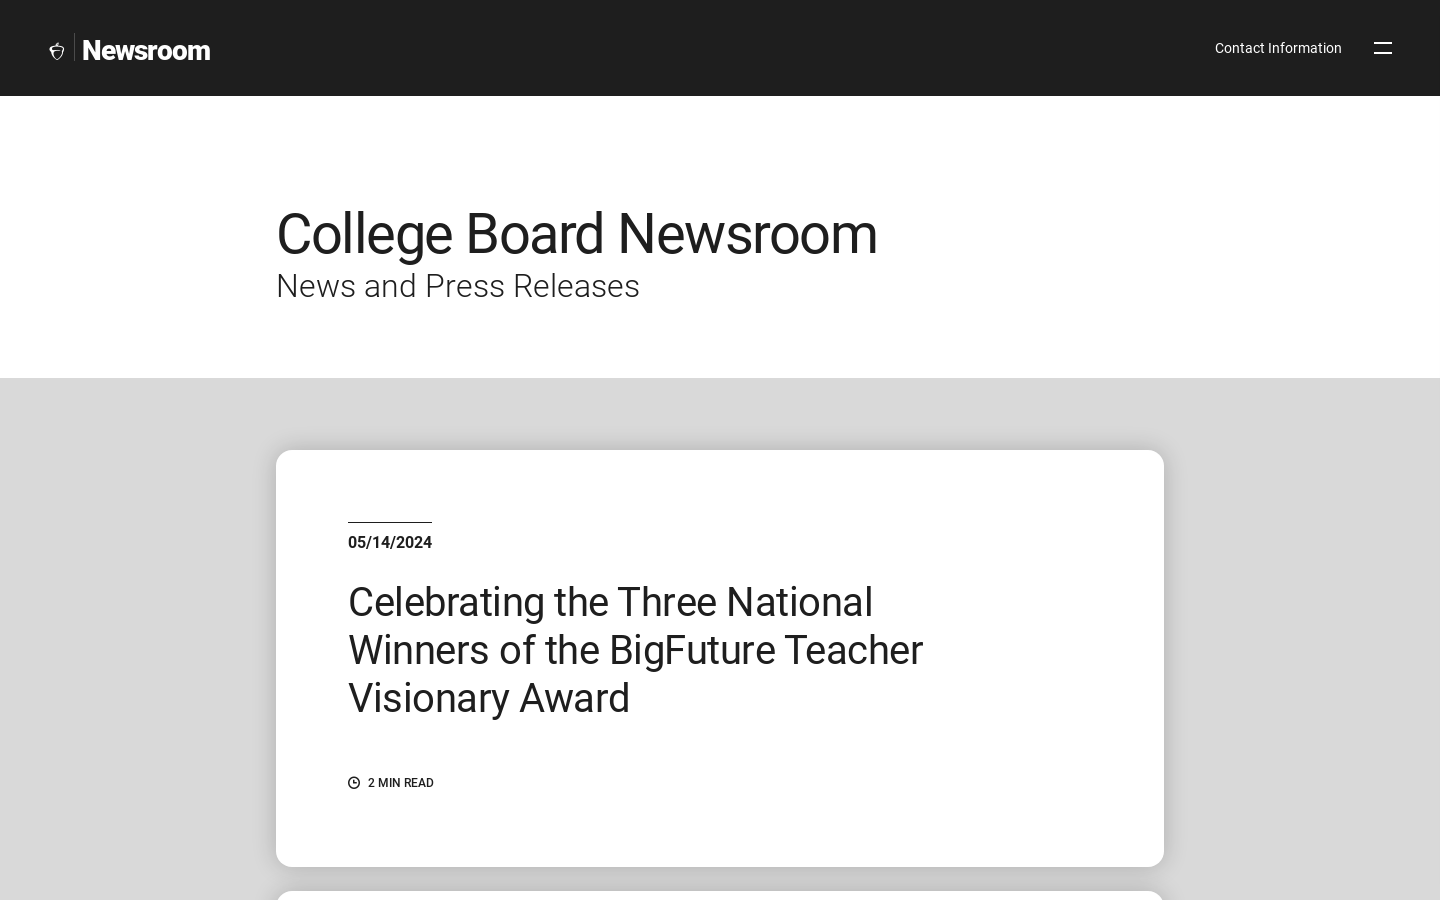 Newsroom
Contact Information
College Board Newsroom
News and Press Releases
05/14/2024
Celebrating the Three National
Winners of the BigFuture Teacher
Visionary Award
2 MIN READ